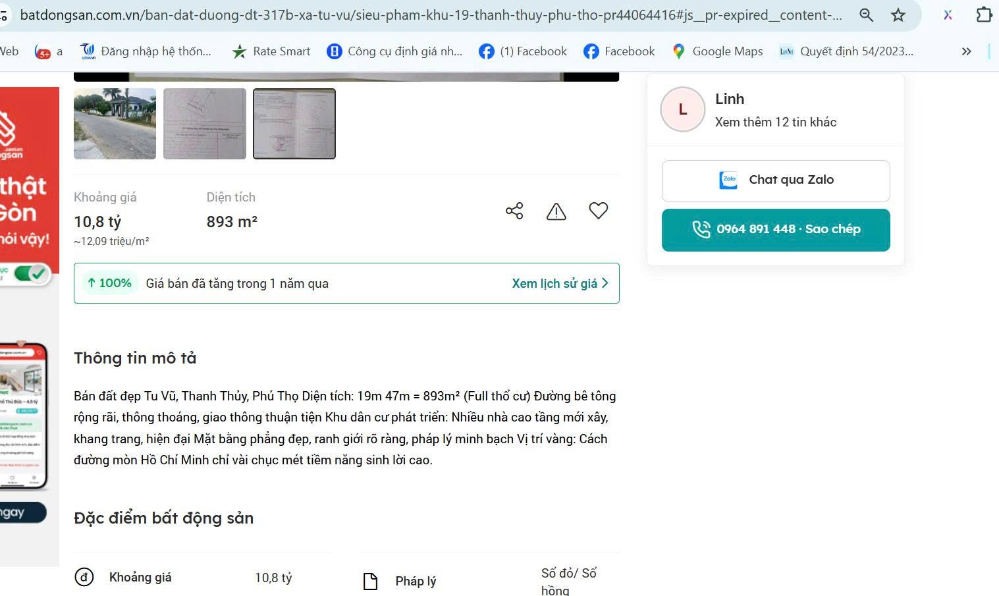 batdongsan.com.vn/ban-dat-duong-dt-317b-xa-tu-vu/sieu-pham-khu-19-thanh-thuy-phu-tho-pr44064416#js__pr-expired__content-...
Web
5+ a
Đăng nhập hệ thốn...
Rate Smart
Công cụ định giá nh...
(1) Facebook
Facebook
Google Maps
LuatVN Quyết định 54/2023...
.com.vn
ngsan
thật
Gòn
nói vậy!
ngay
L
Linh
Xem thêm 12 tin khác
Zalo Chat qua Zalo
0964 891 448 · Sao chép
Khoảng giá
10,8 tỷ
~12,09 triệu/m²
Diện tích
893 m²
100% Giá bán đã tăng trong 1 năm qua
Xem lịch sử giá
Thông tin mô tả
Bán đất đẹp Tu Vũ, Thanh Thủy, Phú Thọ Diện tích: 19m 47m = 893m² (Full thổ cư) Đường bê tông
rộng rãi, thông thoáng, giao thông thuận tiện Khu dân cư phát triển: Nhiều nhà cao tầng mới xây,
khang trang, hiện đại Mặt bằng phẳng đẹp, ranh giới rõ ràng, pháp lý minh bạch Vị trí vàng: Cách
đường mòn Hồ Chí Minh chỉ vài chục mét tiềm năng sinh lời cao.
Đặc điểm bất động sản
đ Khoảng giá 10,8 tỷ
Pháp lý Sổ đỏ/ Sổ
hồng